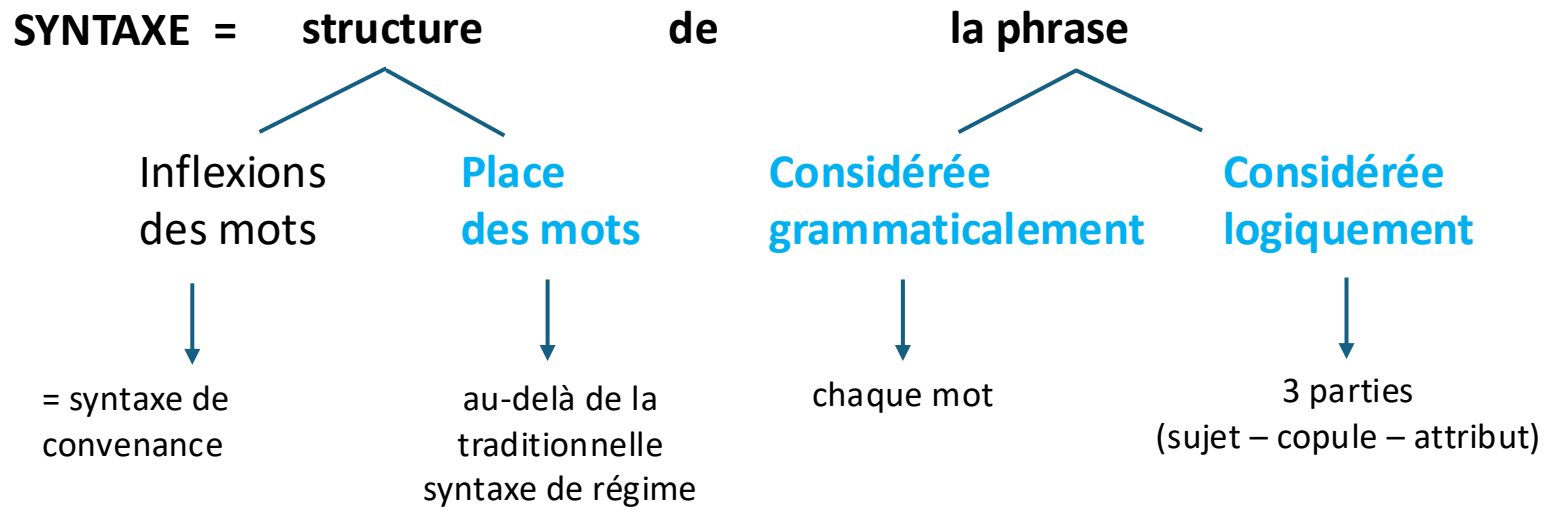 SYNTAXE = structure de la phrase
Inflexions
des mots
Place
des mots
Considérée
grammaticalement
Considérée
logiquement
= syntaxe de
convenance
au-delà de la
traditionnelle
syntaxe de régime
chaque mot
3 parties
(sujet – copule – attribut)